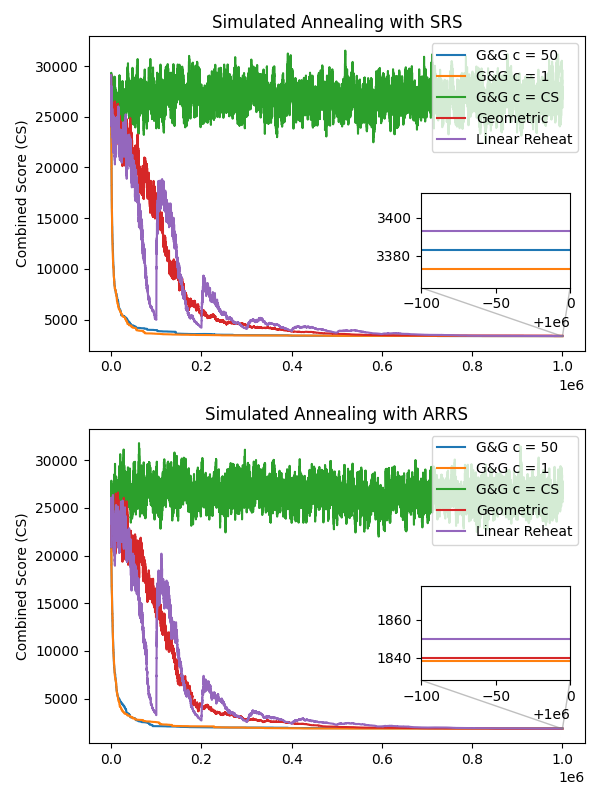 Simulated Annealing with SRS
Combined Score (CS)
30000
25000
20000
15000
10000
5000
G&G c = 50
G&G c = 1
G&G c = CS
Geometric
Linear Reheat
3400
3380
−100 −50 0
+1e6
0.0 0.2 0.4 0.6 0.8 1.0
1e6
Simulated Annealing with ARRS
Combined Score (CS)
30000
25000
20000
15000
10000
5000
G&G c = 50
G&G c = 1
G&G c = CS
Geometric
Linear Reheat
1860
1840
−100 −50 0
+1e6
0.0 0.2 0.4 0.6 0.8 1.0
1e6